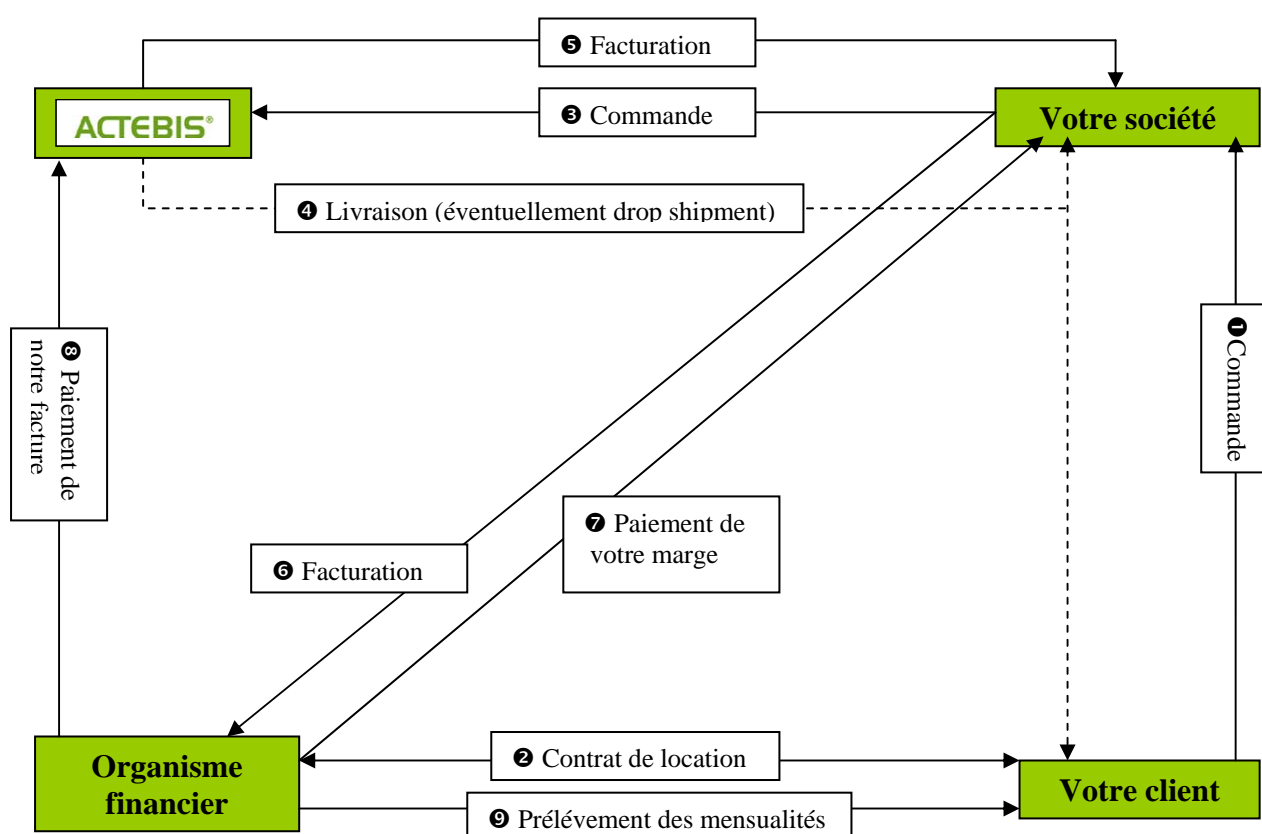 ❺ Facturation
ACTEBIS®
❸ Commande
Votre société
❹ Livraison (éventuellement drop shipment)
❽ Paiement de
notre facture
❶Commande
❼ Paiement de
votre marge
❻ Facturation
Organisme
financier
❷ Contrat de location
Votre client
❾ Prélévement des mensualités